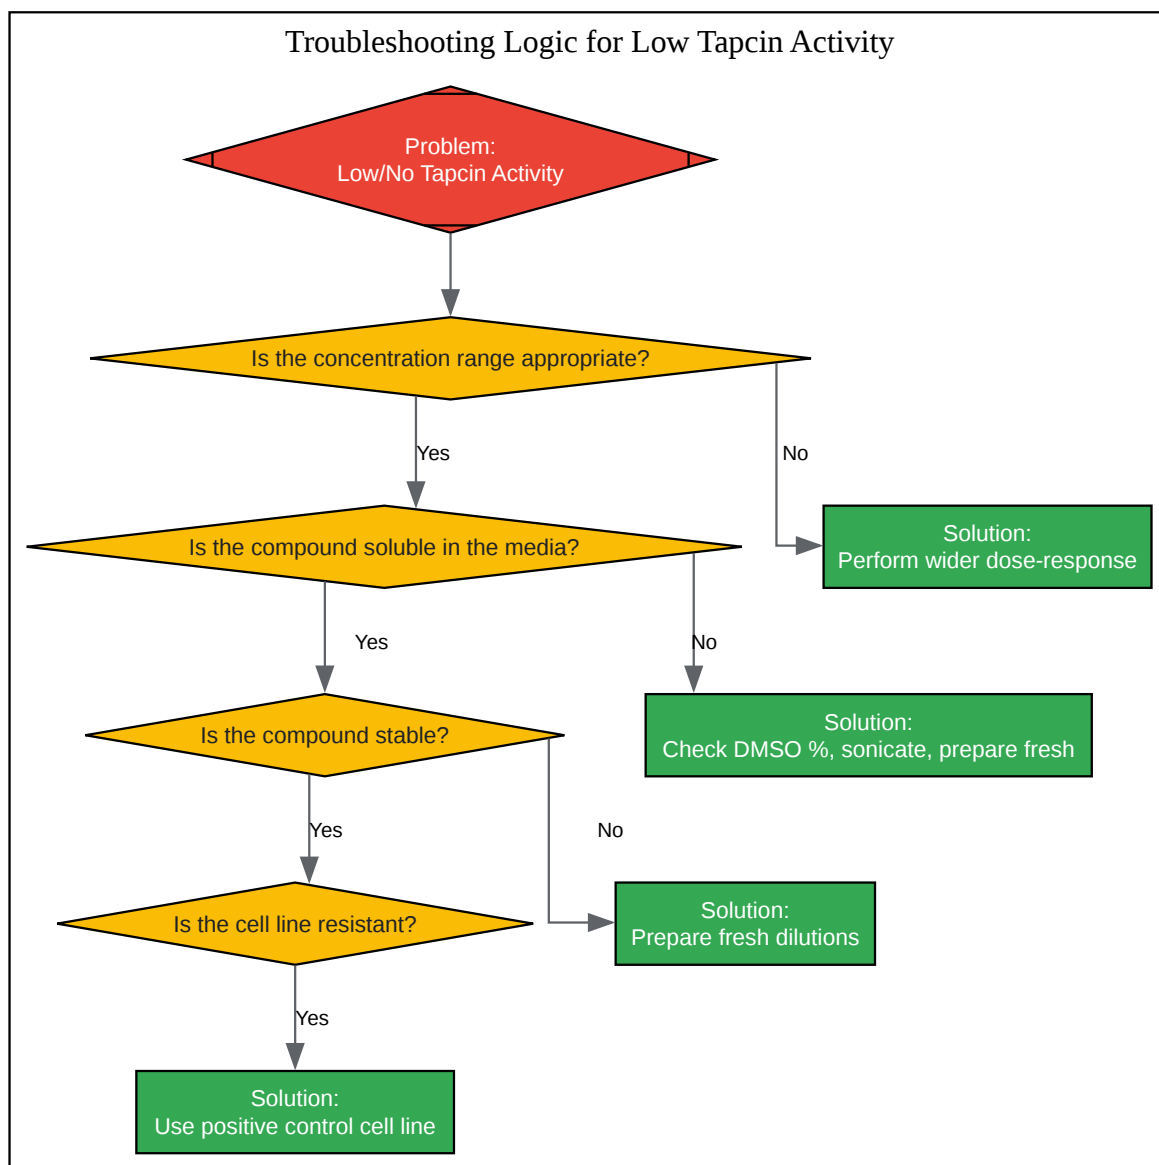 Troubleshooting Logic for Low Tapcin Activity
Problem:
Low/No Tapcin Activity
Is the concentration range appropriate?
Yes
No
Is the compound soluble in the media?
Solution:
Perform wider dose-response
Yes
No
Is the compound stable?
Solution:
Check DMSO %, sonicate, prepare fresh
Yes
No
Is the cell line resistant?
Solution:
Prepare fresh dilutions
Yes
Solution:
Use positive control cell line